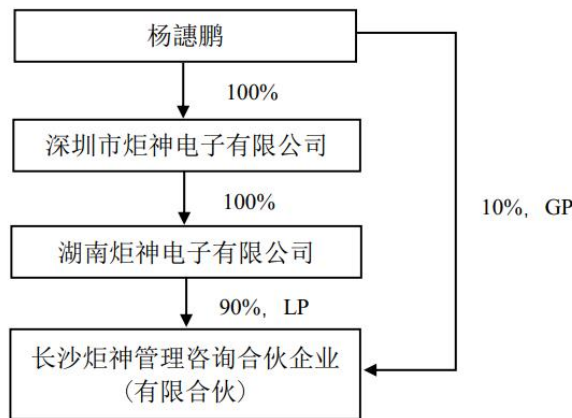 杨譓鹏
100%
深圳市炬神电子有限公司
100%
10%，GP
湖南炬神电子有限公司
90%，LP
长沙炬神管理咨询合伙企业
(有限合伙)